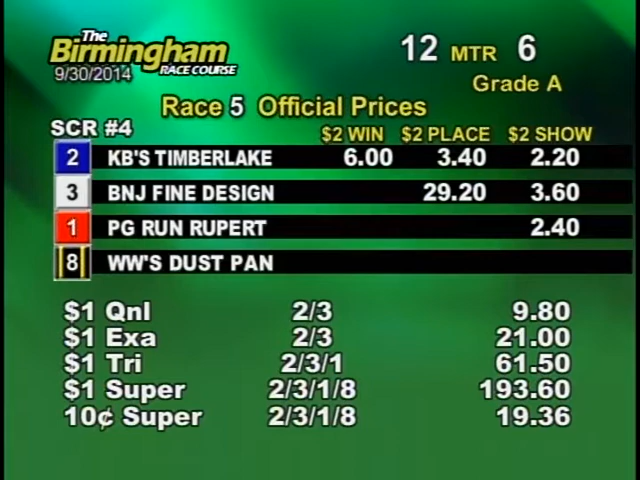 The
Birmingham
RACE COURSE
9/30/2014
12 MTR 6
Grade A
Race 5 Official Prices
SCR #4
$2 WIN $2 PLACE $2 SHOW
2 KB'S TIMBERLAKE 6.00 3.40 2.20
3 BNJ FINE DESIGN 29.20 3.60
1 PG RUN RUPERT 2.40
8 WW'S DUST PAN
$1 Qnl 2/3 9.80
$1 Exa 2/3 21.00
$1 Tri 2/3/1 61.50
$1 Super 2/3/1/8 193.60
10¢ Super 2/3/1/8 19.36